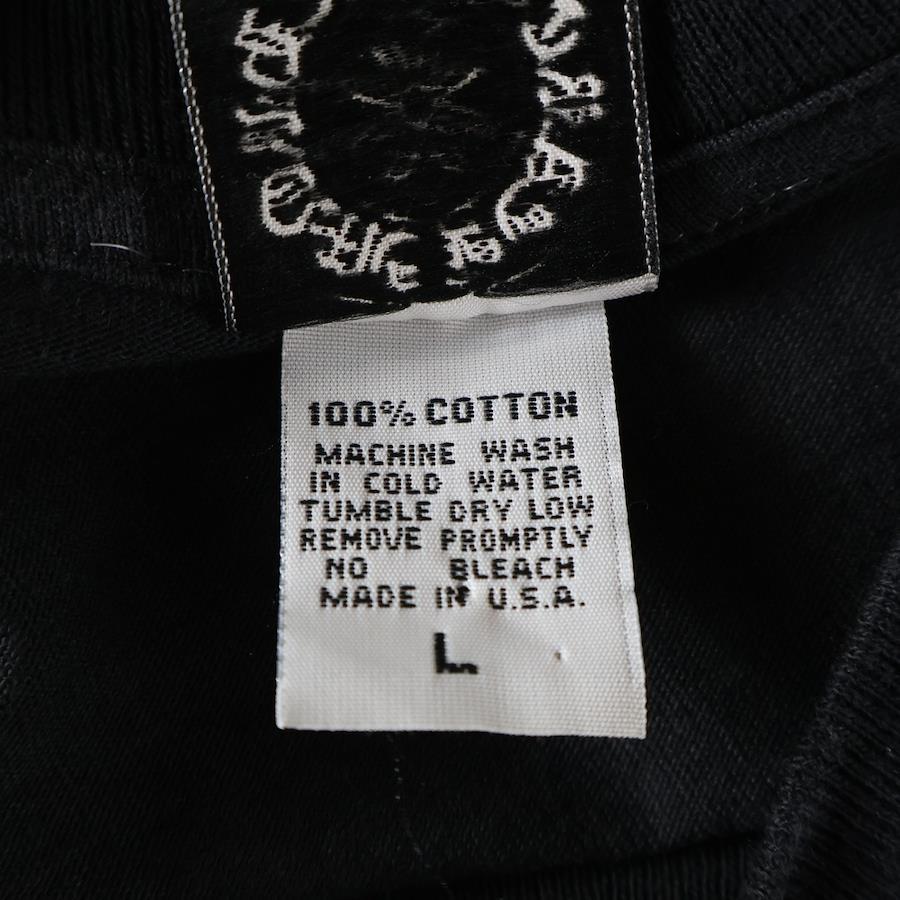 100% COTTON
MACHINE WASH
IN COLD WATER
TUMBLE DRY LOW
REMOVE PROMPTLY
NO BLEACH
MADE IN U.S.A.
L